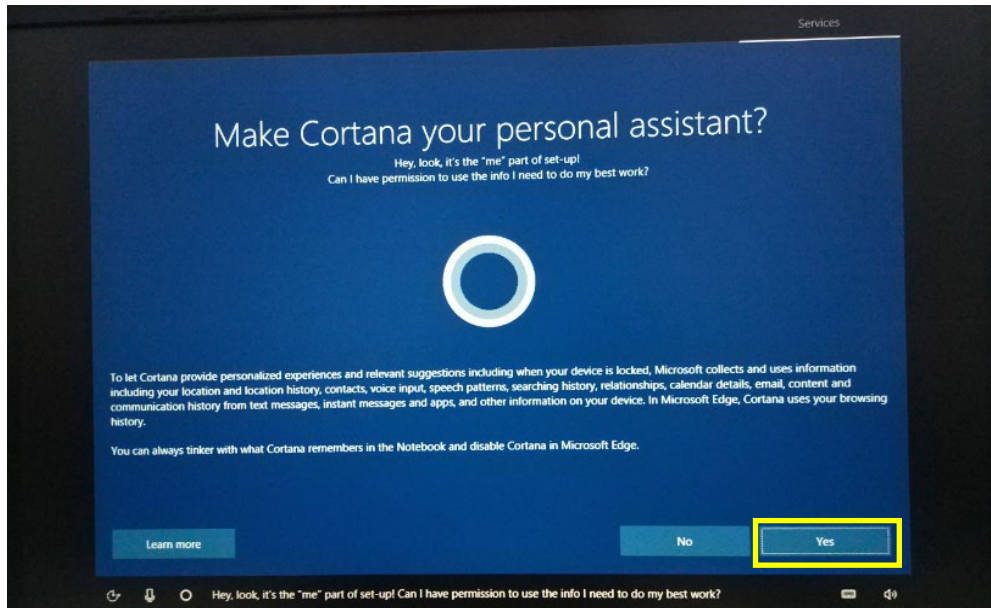 Services
Make Cortana your personal assistant?
Hey, look, it's the "me" part of set-up!
Can I have permission to use the info I need to do my best work?
To let Cortana provide personalized experiences and relevant suggestions including when your device is locked, Microsoft collects and uses information
including your location and location history, contacts, voice input, speech patterns, searching history, relationships, calendar details, email, content and
communication history from text messages, instant messages and apps, and other information on your device. In Microsoft Edge, Cortana uses your browsing
history.
You can always tinker with what Cortana remembers in the Notebook and disable Cortana in Microsoft Edge.
Learn more
No
Yes
Hey, look, it's the "me" part of set-up! Can I have permission to use the info I need to do my best work?